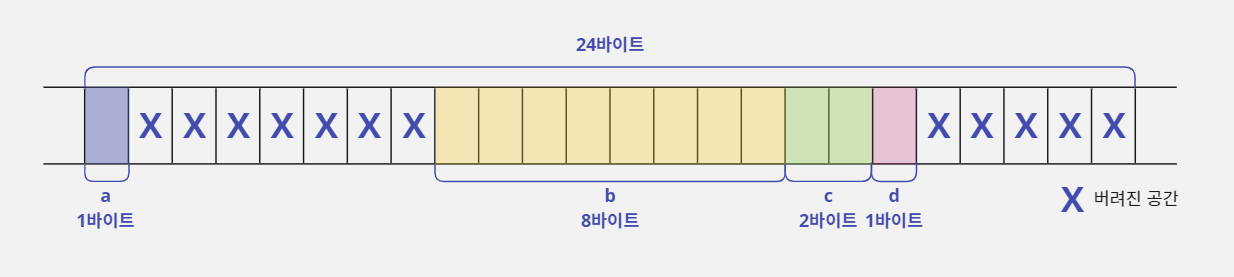 24바이트
X X X X X X X X X X X X
a b c d
1바이트 8바이트 2바이트 1바이트
X 버려진 공간